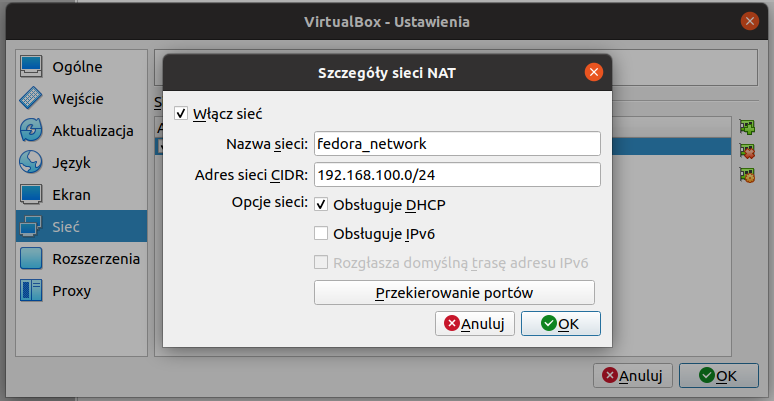 VirtualBox - Ustawienia
Ogólne
Wejście
Aktualizacja
Język
Ekran
Sieć
Rozszerzenia
Proxy
Szczegóły sieci NAT
Włącz sieć
Nazwa sieci: fedora_network
Adres sieci CIDR: 192.168.100.0/24
Opcje sieci: Obsługuje DHCP
Obsługuje IPv6
Rozgłasza domyślną trasę adresu IPv6
Przekierowanie portów
Anuluj OK
Anuluj OK